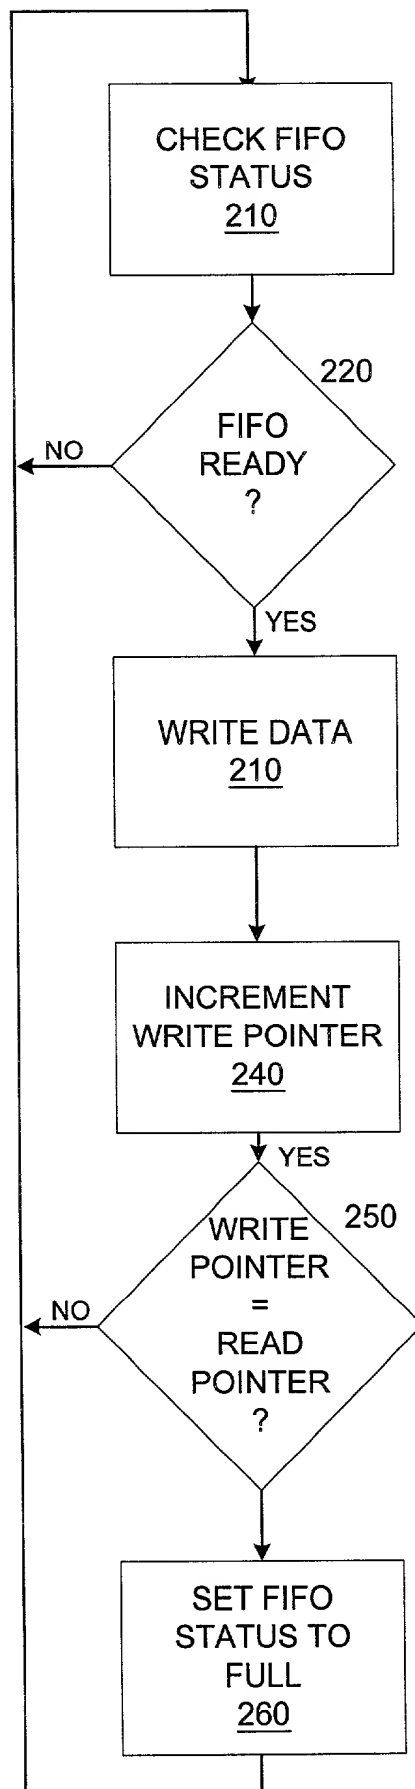 CHECK FIFO
STATUS
210
220
FIFO
READY
?
NO
YES
WRITE DATA
210
INCREMENT
WRITE POINTER
240
YES
250
WRITE
POINTER
=
READ
POINTER
?
NO
SET FIFO
STATUS TO
FULL
260